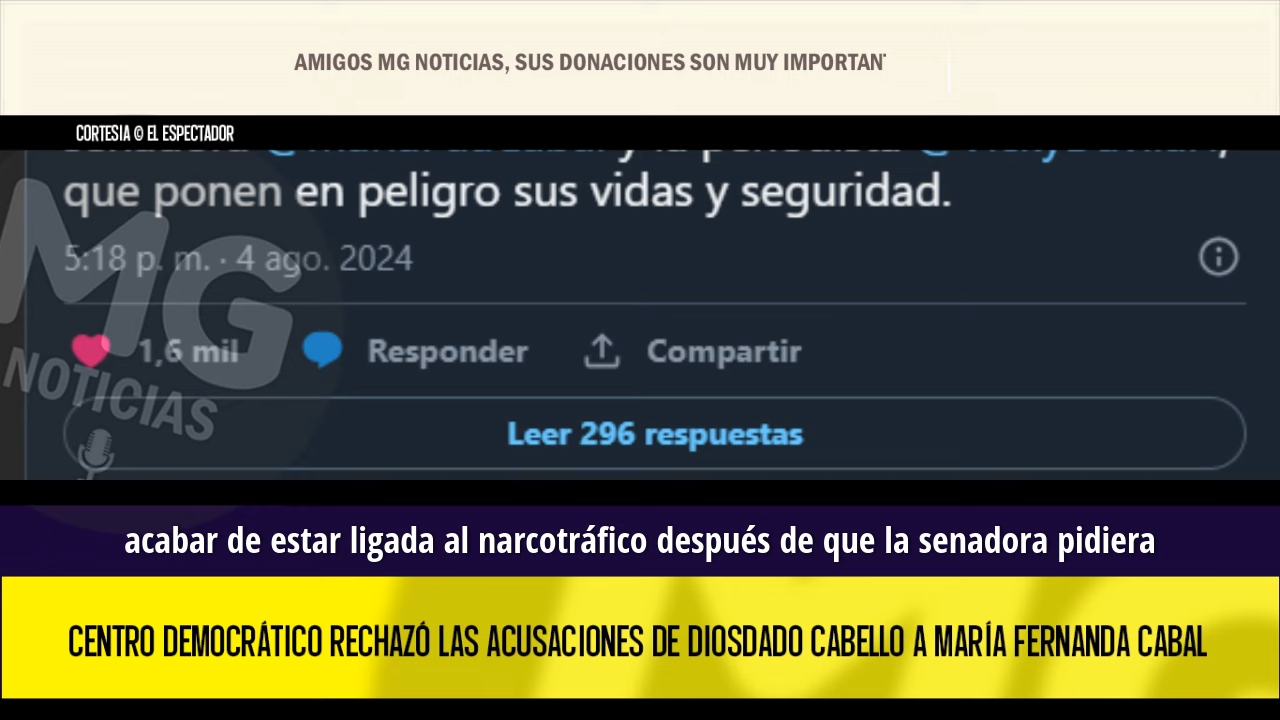 AMIGOS MG NOTICIAS, SUS DONACIONES SON MUY IMPORTAN
CORTESIA © EL ESPECTADOR
que ponen en peligro sus vidas y seguridad.
5:18 p. m. · 4 ago. 2024
1,6 mil Responder Compartir
Leer 296 respuestas
MG
NOTICIAS
acabar de estar ligada al narcotráfico después de que la senadora pidiera
CENTRO DEMOCRÁTICO RECHAZÓ LAS ACUSACIONES DE DIOSDADO CABELLO A MARÍA FERNANDA CABAL